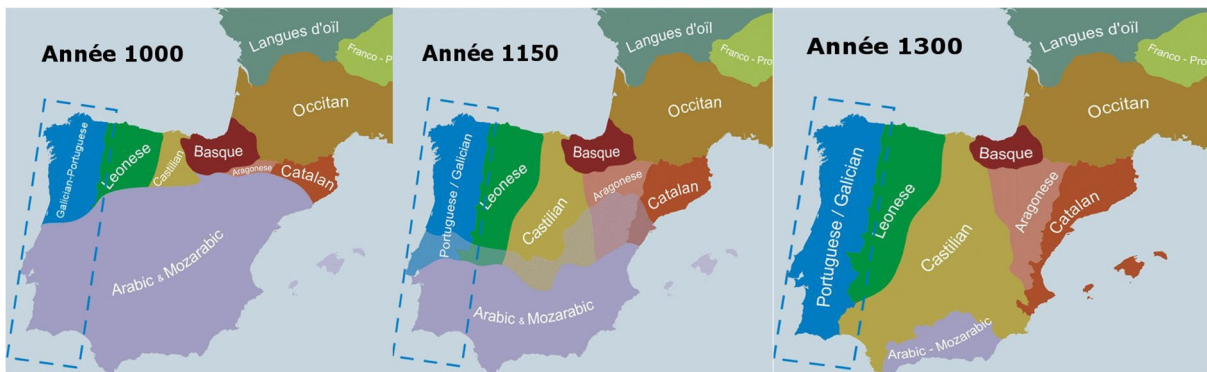 Année 1000
Langues d'oïl
Franco - P
Occitan
Galician-Portuguese
Leonese
Castilian
Basque
Aragonese
Catalan
Arabic & Mozarabic
Année 1150
Langues d'oïl
Franco - Pro
Occitan
Portuguese / Galician
Leonese
Castilian
Basque
Aragonese
Catalan
Arabic & Mozarabic
Année 1300
Langues d'oïl
Franco - Pro
Occitan
Portuguese / Galician
Leonese
Castilian
Basque
Aragonese
Catalan
Arabic - Mozarabic